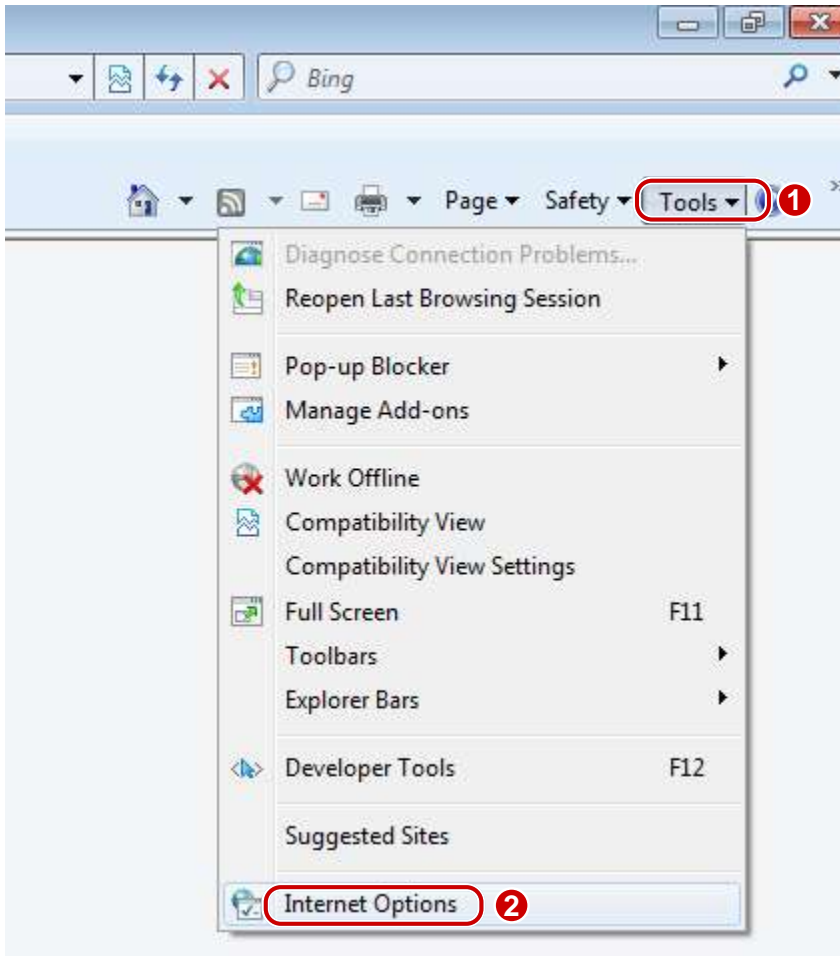 Bing
Page Safety Tools 1
Diagnose Connection Problems...
Reopen Last Browsing Session
Pop-up Blocker
Manage Add-ons
Work Offline
Compatibility View
Compatibility View Settings
Full Screen F11
Toolbars
Explorer Bars
Developer Tools F12
Suggested Sites
Internet Options 2